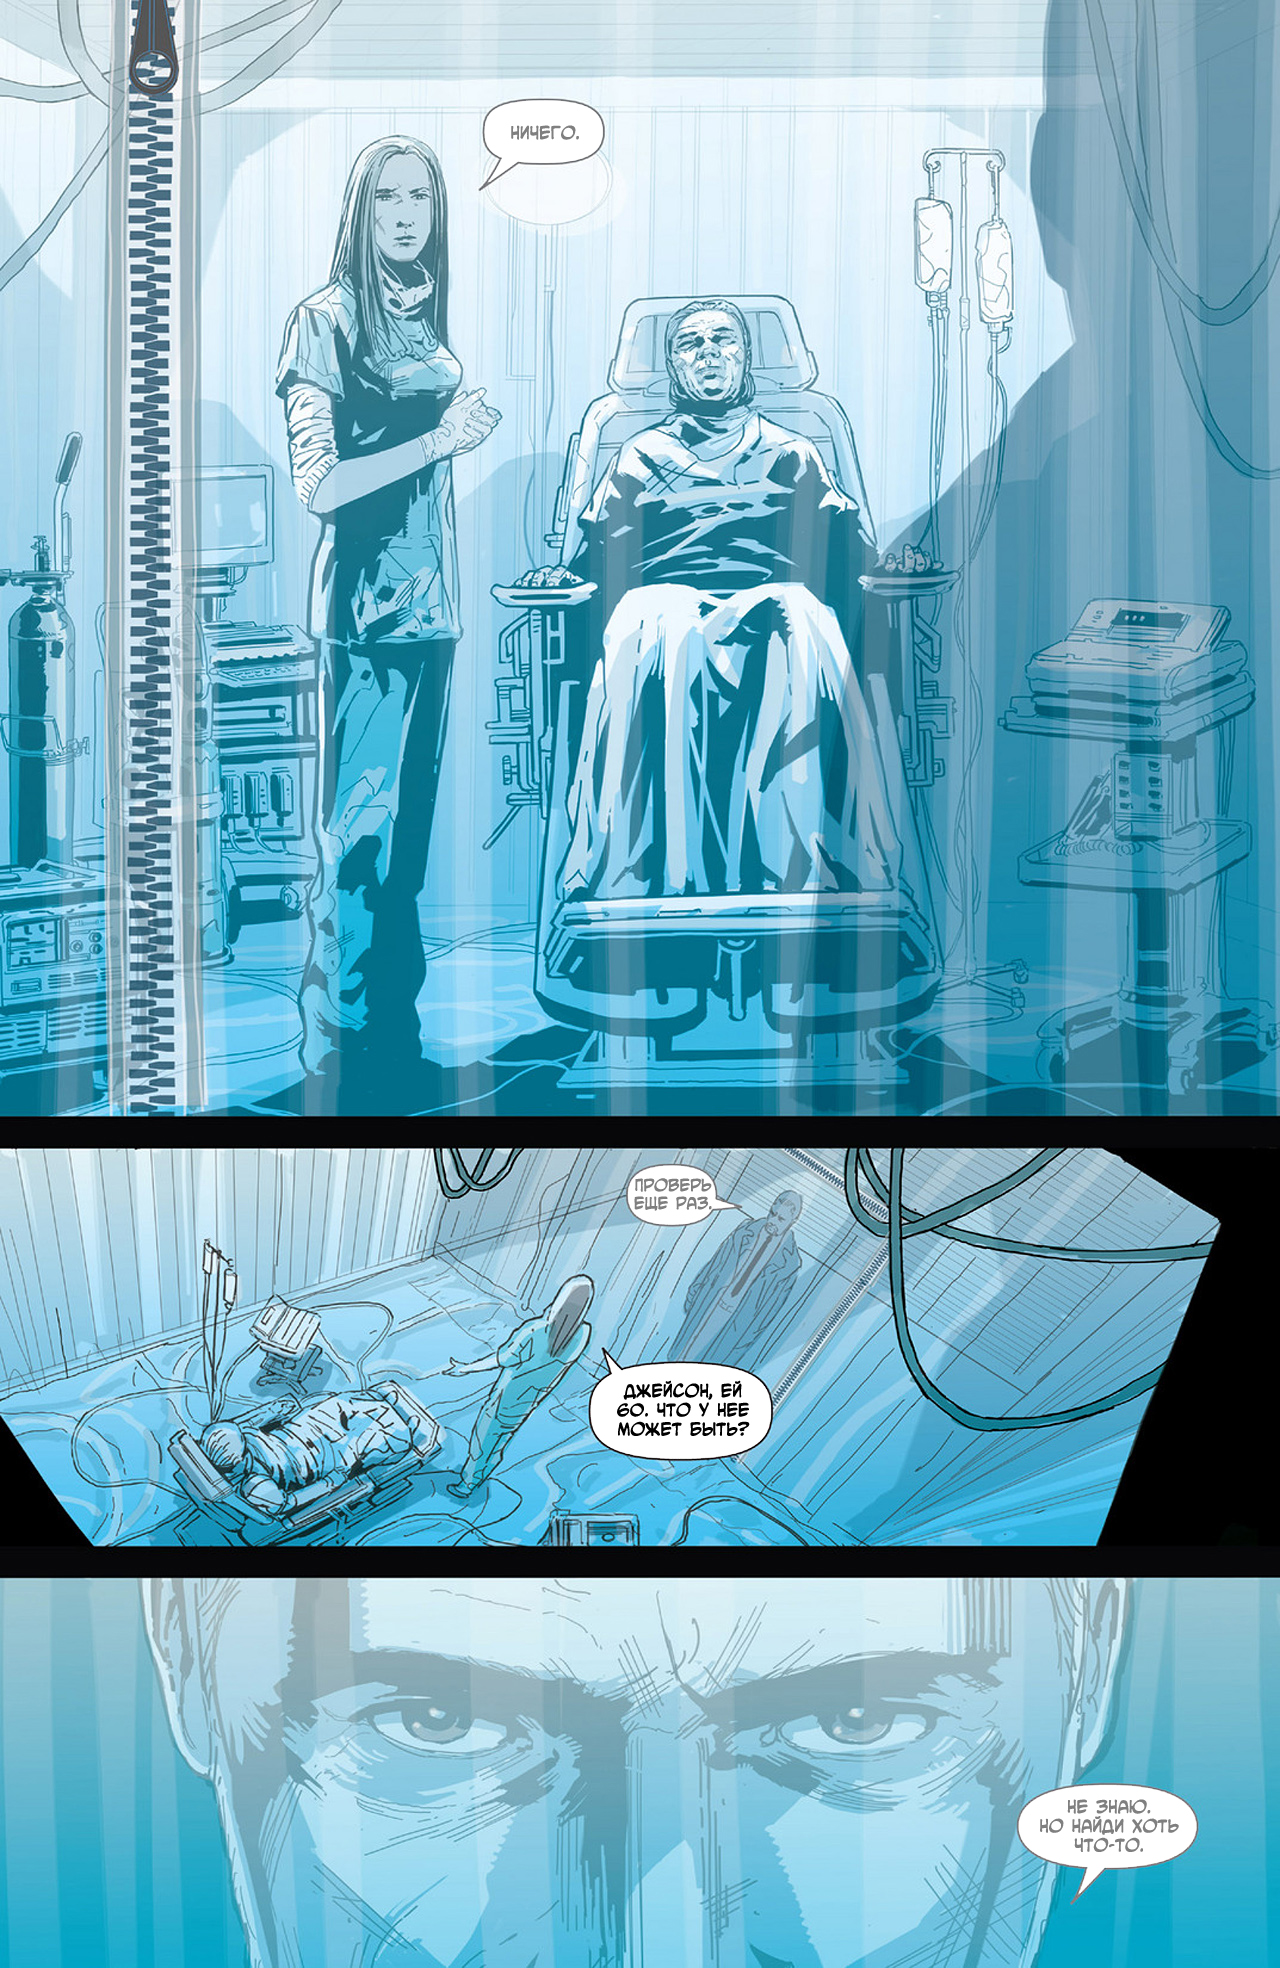 НИЧЕГО.
ПРОВЕРЬ
ЕЩЕ РАЗ.
ДЖЕЙСОН, ЕЙ
60. ЧТО У НЕЕ
МОЖЕТ БЫТЬ?
НЕ ЗНАЮ.
НО НАЙДИ ХОТЬ
ЧТО-ТО.